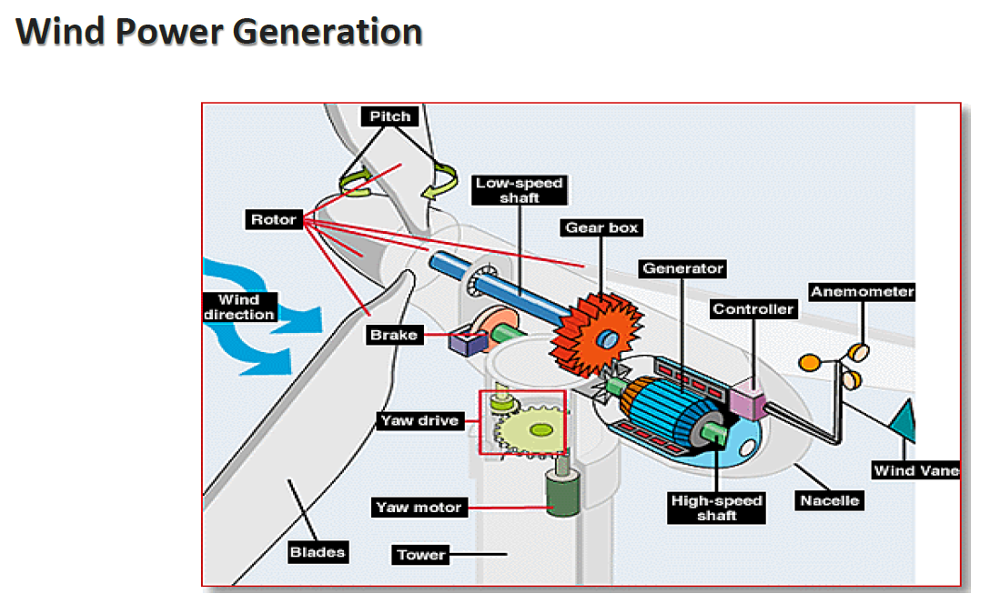 Wind Power Generation
Pitch
Low-speed
shaft
Rotor
Gear box
Generator
Anemometer
Wind
direction
Controller
Brake
Yaw drive
Wind Vane
Yaw motor
High-speed
shaft
Nacelle
Blades
Tower